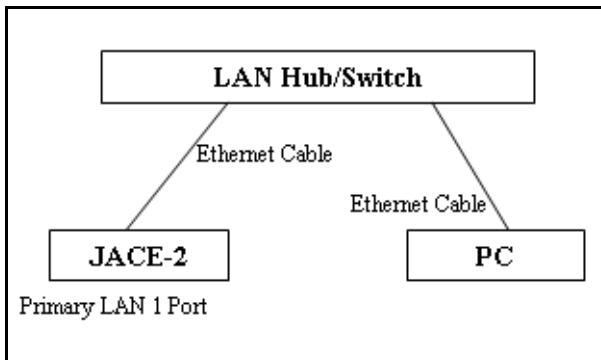 LAN Hub/Switch
Ethernet Cable
Ethernet Cable
JACE-2
PC
Primary LAN 1 Port